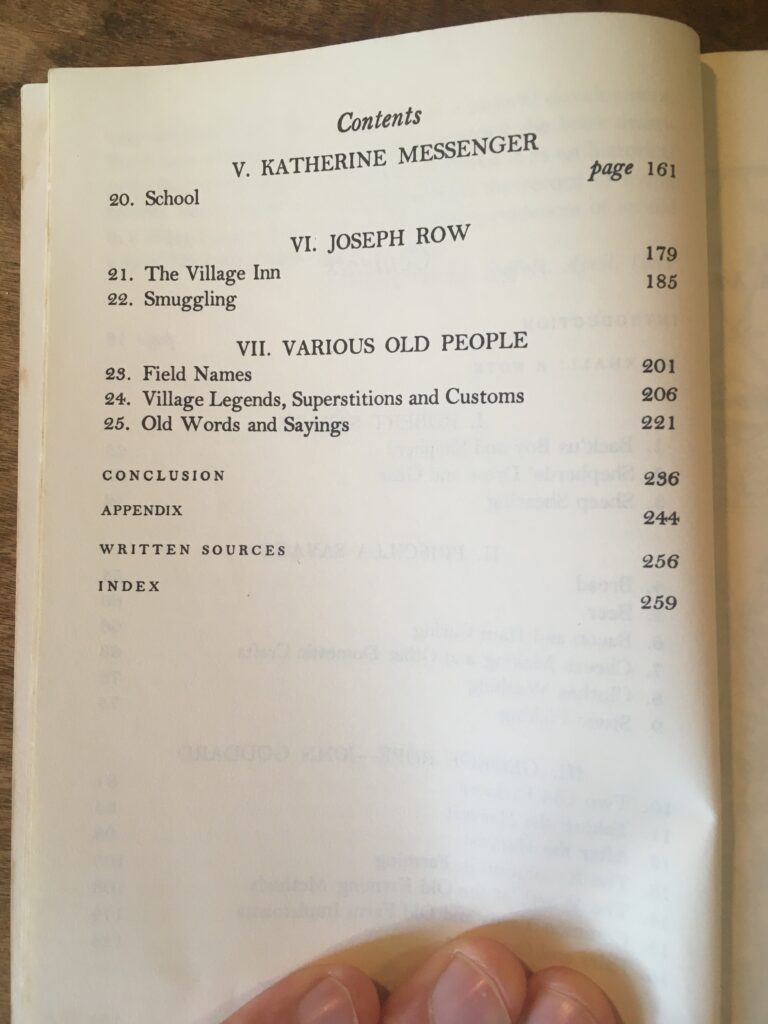 Contents
V. KATHERINE MESSENGER
20. School page 161
VI. JOSEPH ROW
21. The Village Inn 179
22. Smuggling 185
VII. VARIOUS OLD PEOPLE
23. Field Names 201
24. Village Legends, Superstitions and Customs 206
25. Old Words and Sayings 221
CONCLUSION 236
APPENDIX 244
WRITTEN SOURCES 256
INDEX 259